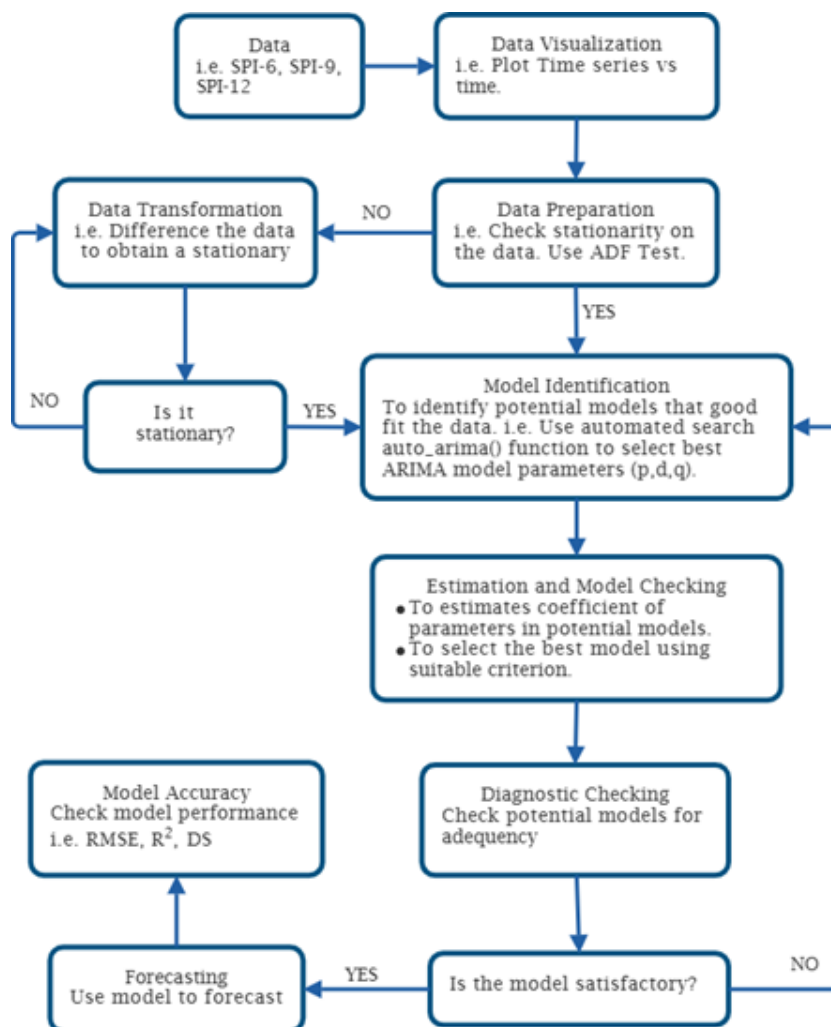 Data
i.e. SPI-6, SPI-9,
SPI-12
Data Visualization
i.e. Plot Time series vs
time.
Data Transformation
i.e. Difference the data
to obtain a stationary
NO
Data Preparation
i.e. Check stationarity on
the data. Use ADF Test.
YES
NO
Is it
stationary?
YES
Model Identification
To identify potential models that good
fit the data. i.e. Use automated search
auto_arima() function to select best
ARIMA model parameters (p,d,q).
Estimation and Model Checking
● To estimates coefficient of
parameters in potential models.
● To select the best model using
suitable criterion.
Model Accuracy
Check model performance
i.e. RMSE, R², DS
Diagnostic Checking
Check potential models for
adequency
Forecasting
Use model to forecast
YES
Is the model satisfactory?
NO